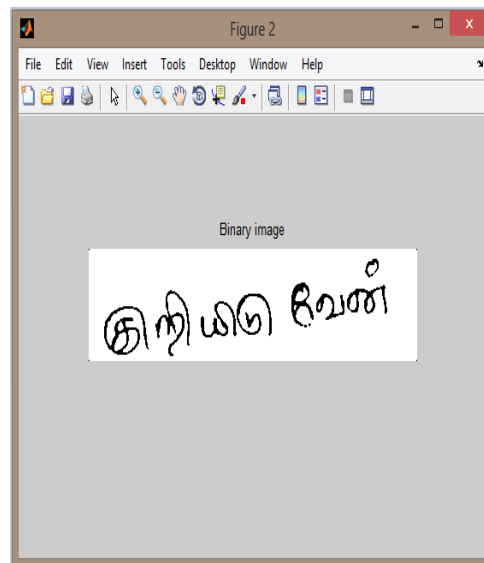 Figure 2
File Edit View Insert Tools Desktop Window Help
Binary image
குறியிடு வேண்